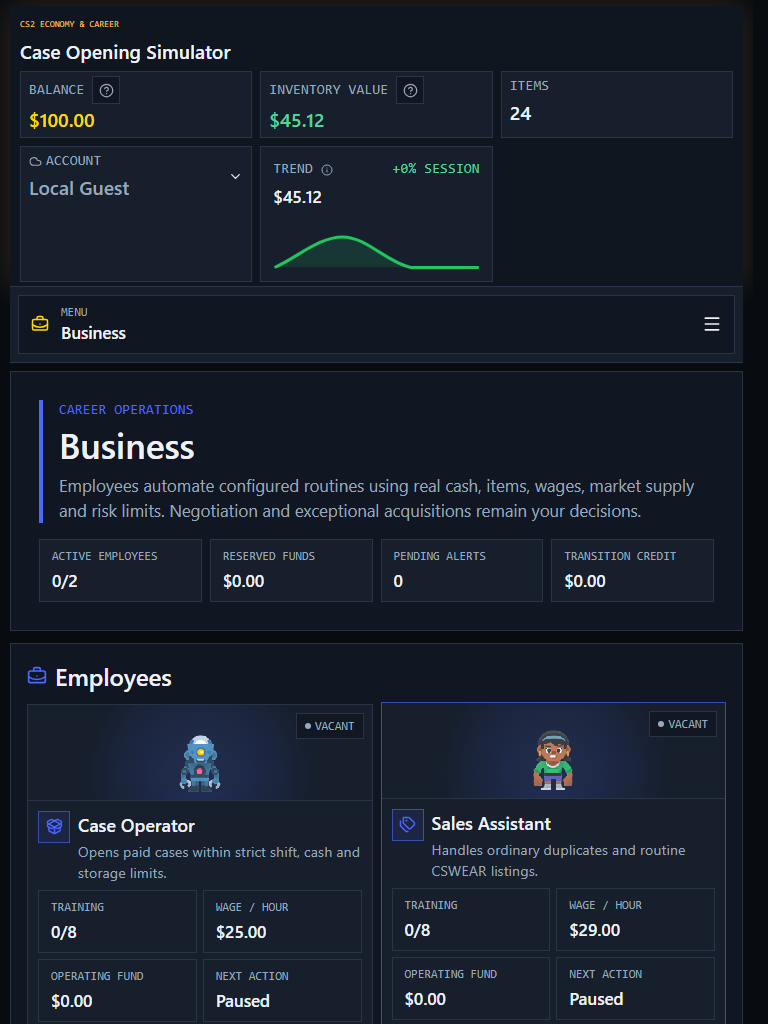 CS2 ECONOMY & CAREER
Case Opening Simulator
BALANCE
$100.00
INVENTORY VALUE
$45.12
ITEMS
24
ACCOUNT
Local Guest
TREND
+0% SESSION
$45.12
MENU
Business
CAREER OPERATIONS
Business
Employees automate configured routines using real cash, items, wages, market supply
and risk limits. Negotiation and exceptional acquisitions remain your decisions.
ACTIVE EMPLOYEES
0/2
RESERVED FUNDS
$0.00
PENDING ALERTS
0
TRANSITION CREDIT
$0.00
Employees
VACANT
Case Operator
Opens paid cases within strict shift, cash and
storage limits.
TRAINING
0/8
WAGE / HOUR
$25.00
OPERATING FUND
$0.00
NEXT ACTION
Paused
VACANT
Sales Assistant
Handles ordinary duplicates and routine
CSWEAR listings.
TRAINING
0/8
WAGE / HOUR
$29.00
OPERATING FUND
$0.00
NEXT ACTION
Paused